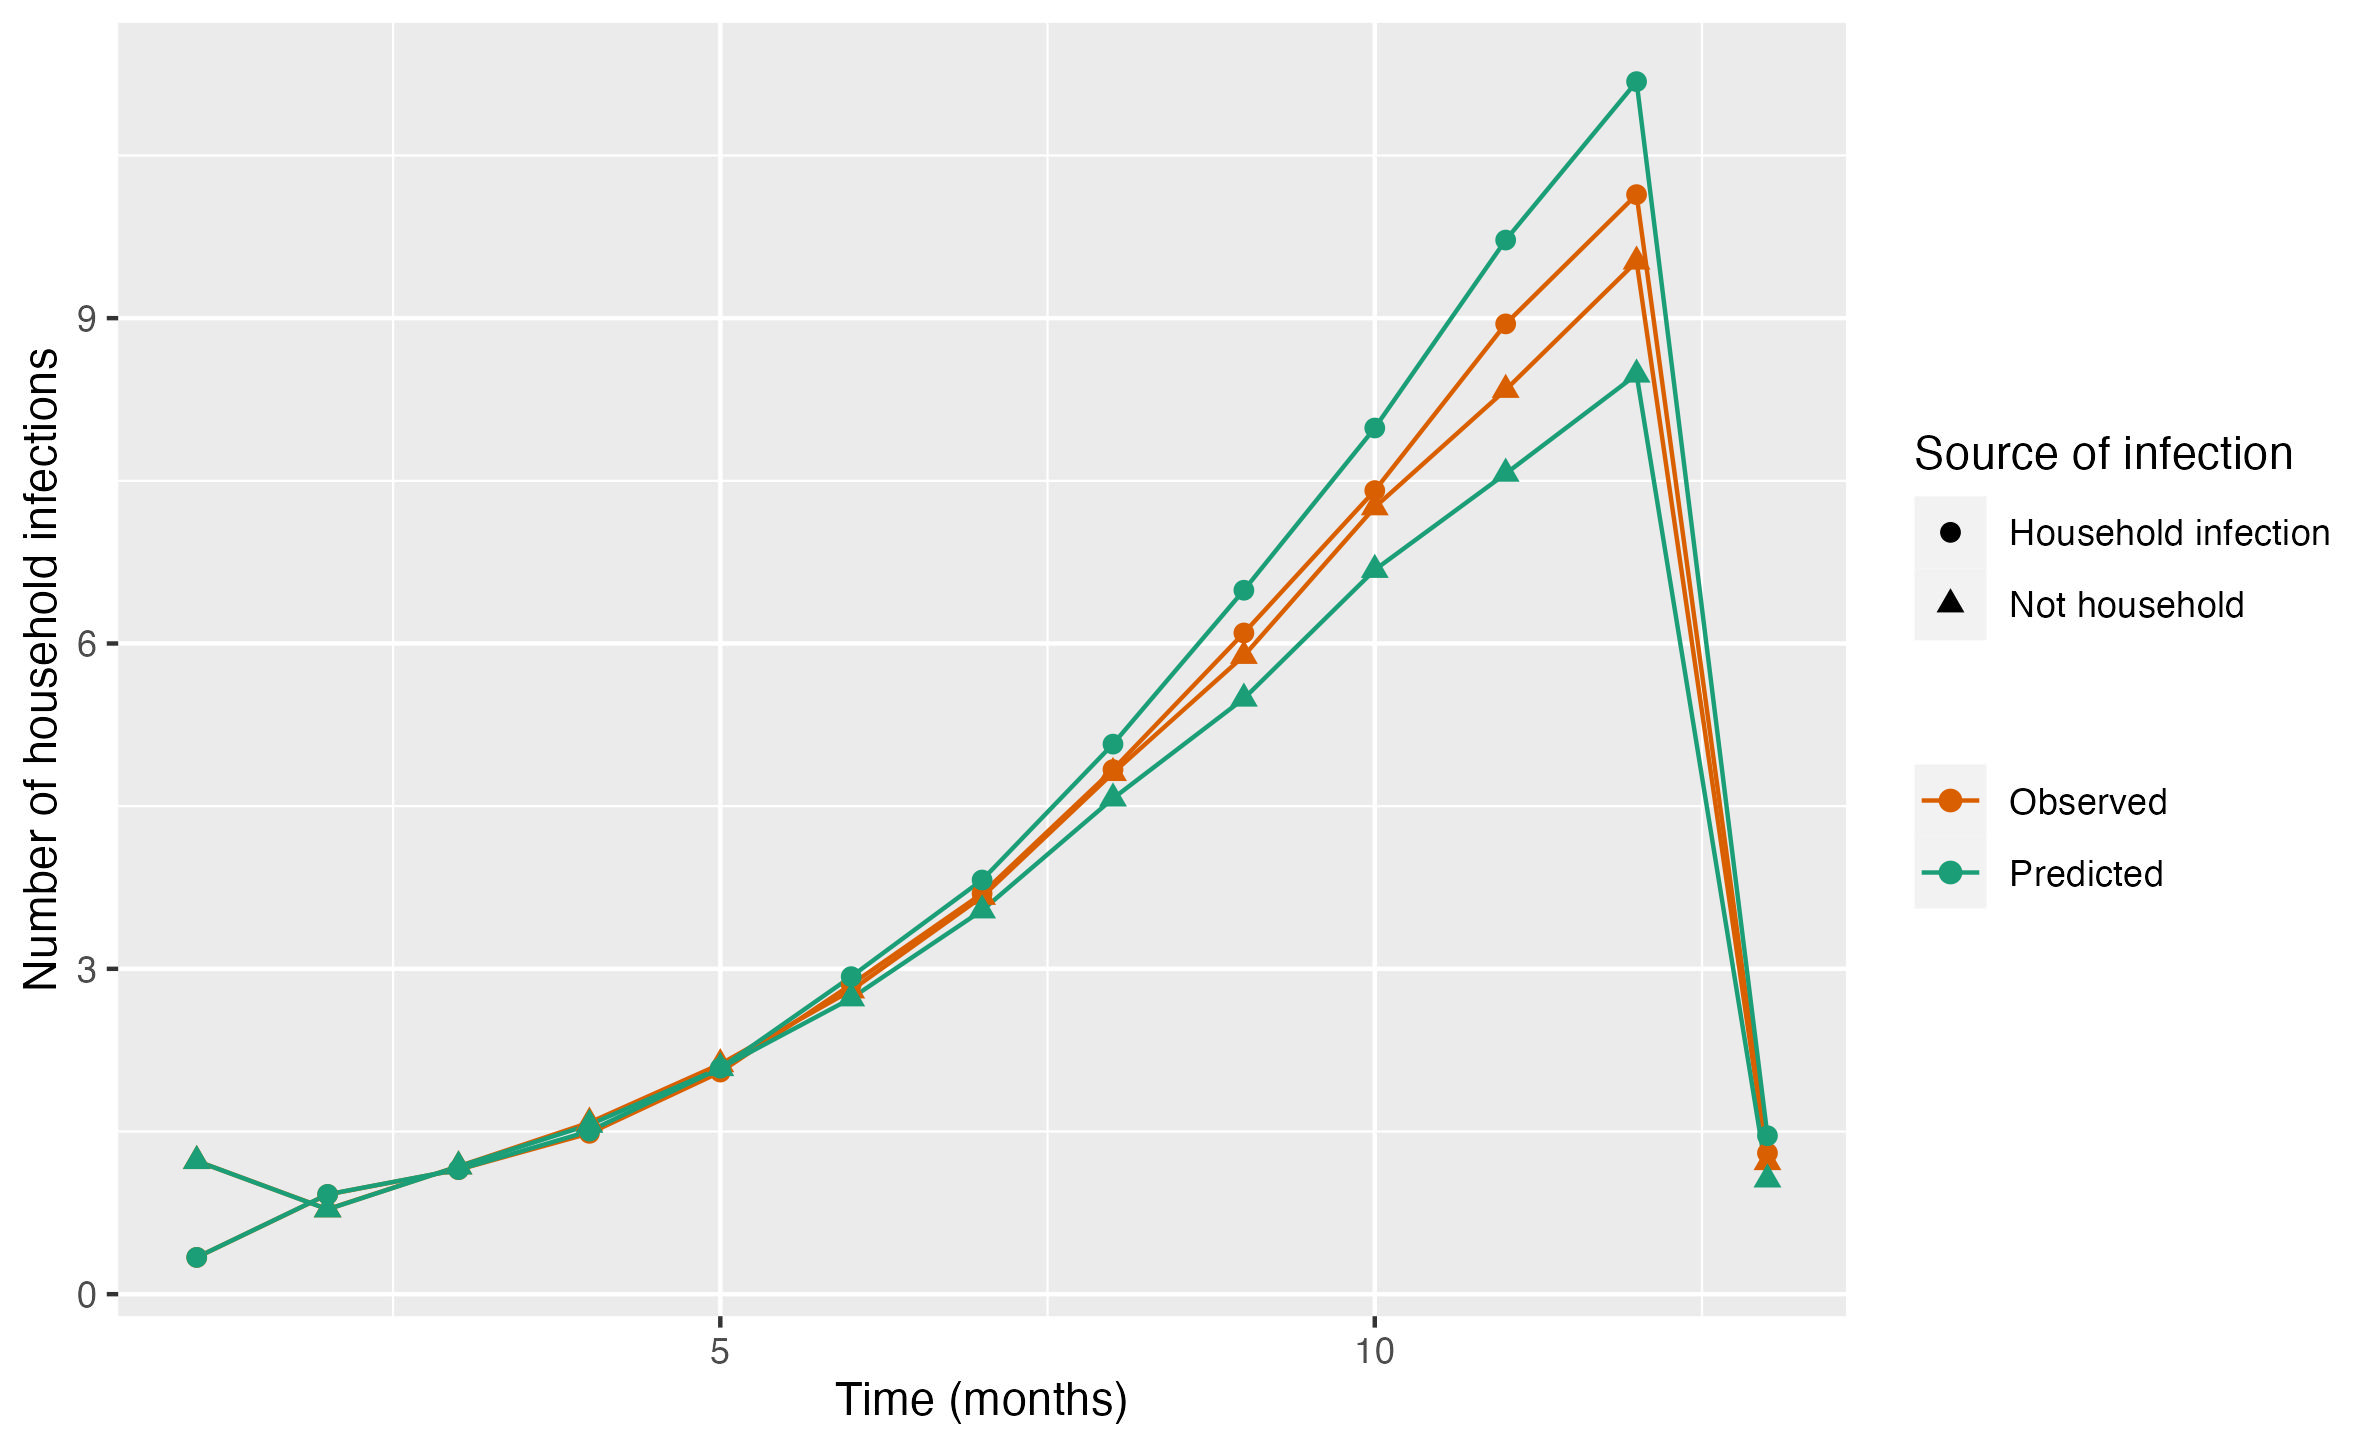 Number of household infections
9
6
3
0
5
10
Time (months)
Source of infection
Household infection
Not household
Observed
Predicted